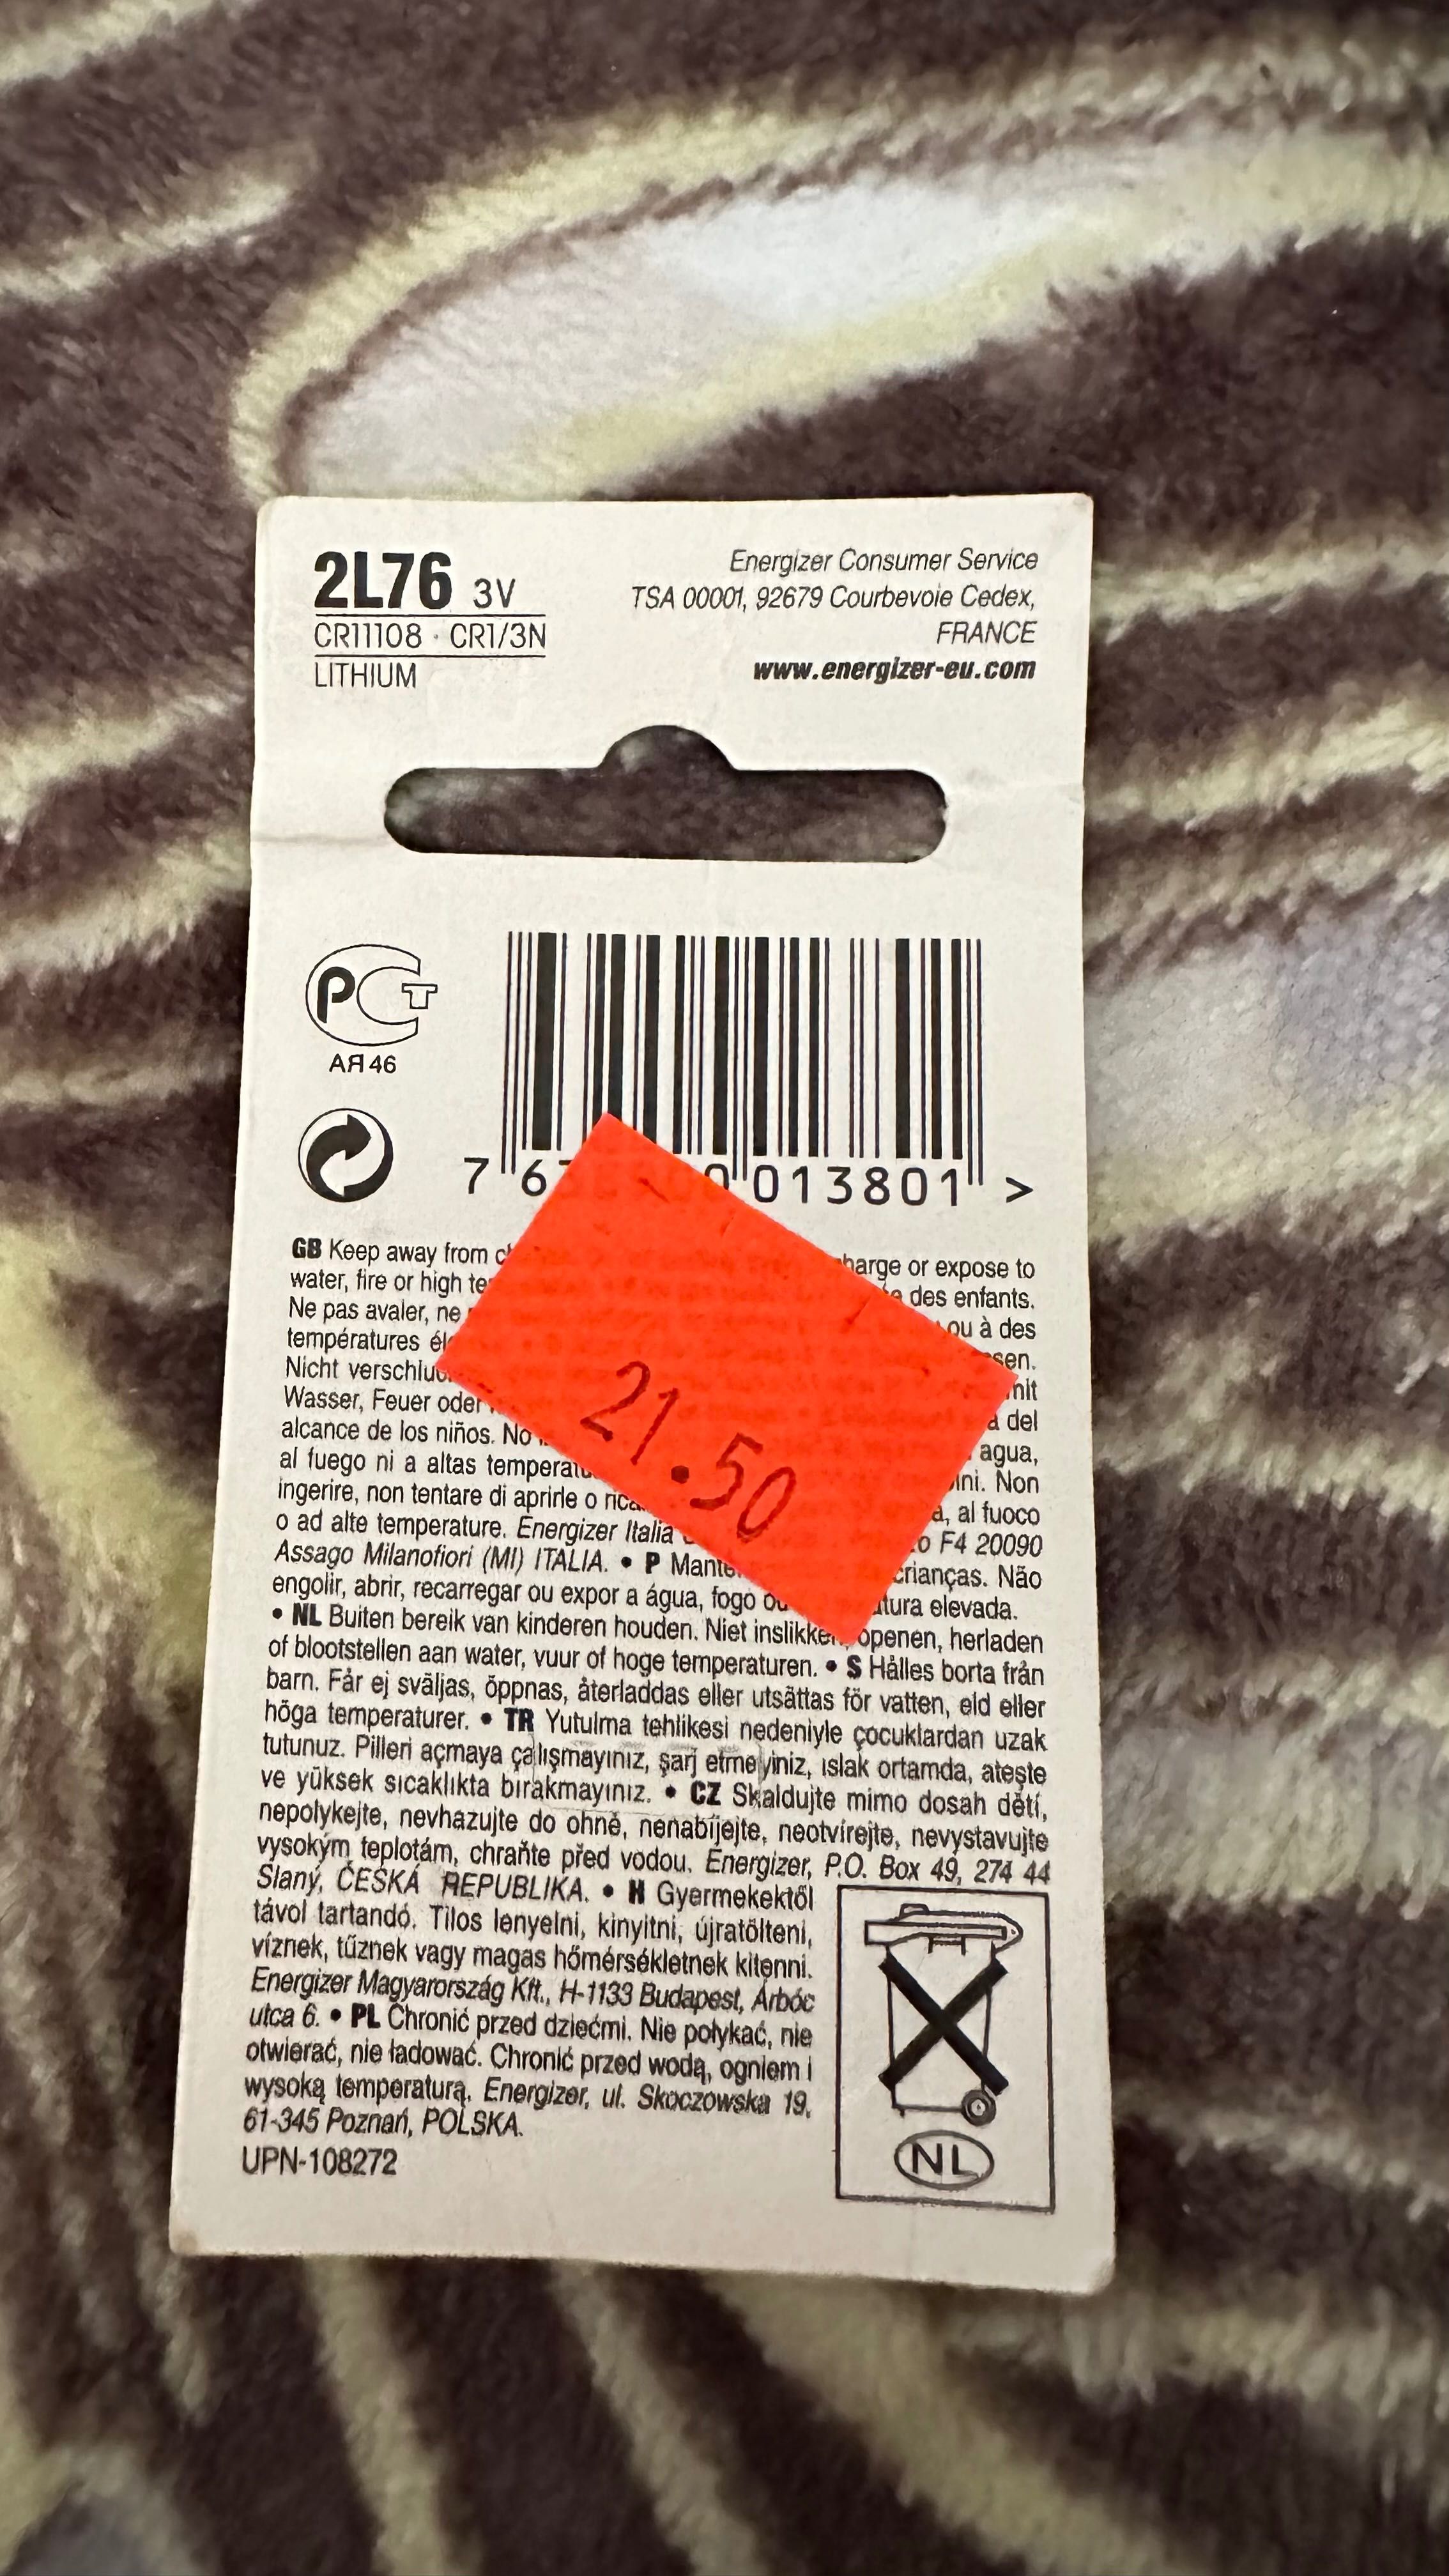 2L76 3V
CR11108 · CR1/3N
LITHIUM
Energizer Consumer Service
TSA 00001, 92679 Courbevoie Cedex,
FRANCE
www.energizer-eu.com
PCT
АЯ46
7 6 013801 >
21.50
GB Keep away from expose to
water, fire or high des enfants.
Ne pas avaler, ne ou à des
températures
Nicht
Wasser, Feuer oder mit
alcance de los niños. No del
al fuego ni a altas agua,
ingerire, non tentare di aprirle o Non
o ad alte temperature. Energizer Italia al fuoco
Assago Milanofiori (MI) ITALIA. • P F4 20090
engolir, abrir, recarregar ou expor a água, fogo crianças. Não
elevada.
• NL Buiten bereik van kinderen houden. Niet openen, herladen
of blootstellen aan water, vuur of hoge temperaturen. • S Hålles borta från
barn. Får ej sväljas, öppnas, återladdas eller utsättas för vatten, eld eller
höga temperaturer. • TR Yutulma tehlikesi nedeniyle çocuklardan uzak
tutunuz. Pilleri açmaya çalışmayınız, şarj etmeyiniz, ıslak ortamda, ateşte
ve yüksek sıcaklıkta bırakmayınız. • CZ Skaldujte mimo dosah dětí,
nepolykejte, nevhazujte do ohně, nenabíjejte, neotvírejte, nevystavujte
vysokým teplotám, chraňte před vodou. Energizer, P.O. Box 49, 274 44
Slaný, ČESKÁ REPUBLIKA. • H Gyermekektől
távol tartandó. Tilos lenyelni, kinyitni, újratölteni,
víznek, tűznek vagy magas hőmérsékletnek kitenni.
Energizer Magyarország Kft., H-1133 Budapest, Árbóc
utca 6. • PL Chronić przed dziećmi. Nie połykać, nie
otwierać, nie ładować. Chronić przed wodą, ogniem i
wysoką temperaturą. Energizer, ul. Skoczowska 19,
61-345 Poznań, POLSKA.
UPN-108272
NL